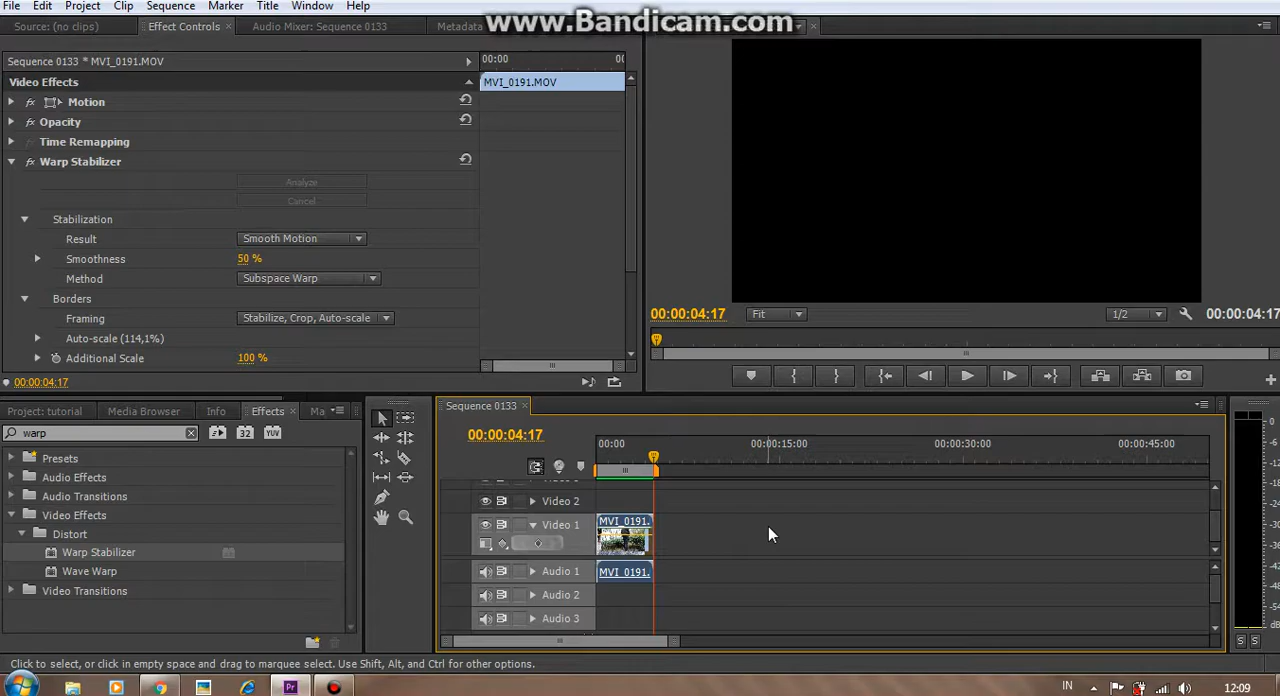 File Edit Project Clip Sequence Marker Title Window Help
www.Bandicam.com
Source: (no clips) Effect Controls Audio Mixer: Sequence 0133 Metadata
Sequence 0133 * MVI_0191.MOV 00:00
Video Effects MVI_0191.MOV
fx Motion
fx Opacity
Time Remapping
fx Warp Stabilizer
Analyze
Cancel
Stabilization
Result Smooth Motion
Smoothness 50 %
Method Subspace Warp
Borders
Framing Stabilize, Crop, Auto-scale
Auto-scale (114,1%)
Additional Scale 100 %
00:00:04:17
00:00:04:17 Fit 1/2 00:00:04:17
Project: tutorial Media Browser Info Effects Ma
warp 32 YUV
Presets
Audio Effects
Audio Transitions
Video Effects
Distort
Warp Stabilizer
Wave Warp
Video Transitions
Sequence 0133
00:00:04:17 00:00 00:00:15:00 00:00:30:00 00:00:45:00
Video 2
Video 1 MVI_0191.
Audio 1 MVI_0191.
Audio 2
Audio 3
S S
Click to select, or click in empty space and drag to marquee select. Use Shift, Alt, and Ctrl for other options.
Pr IN 12:09